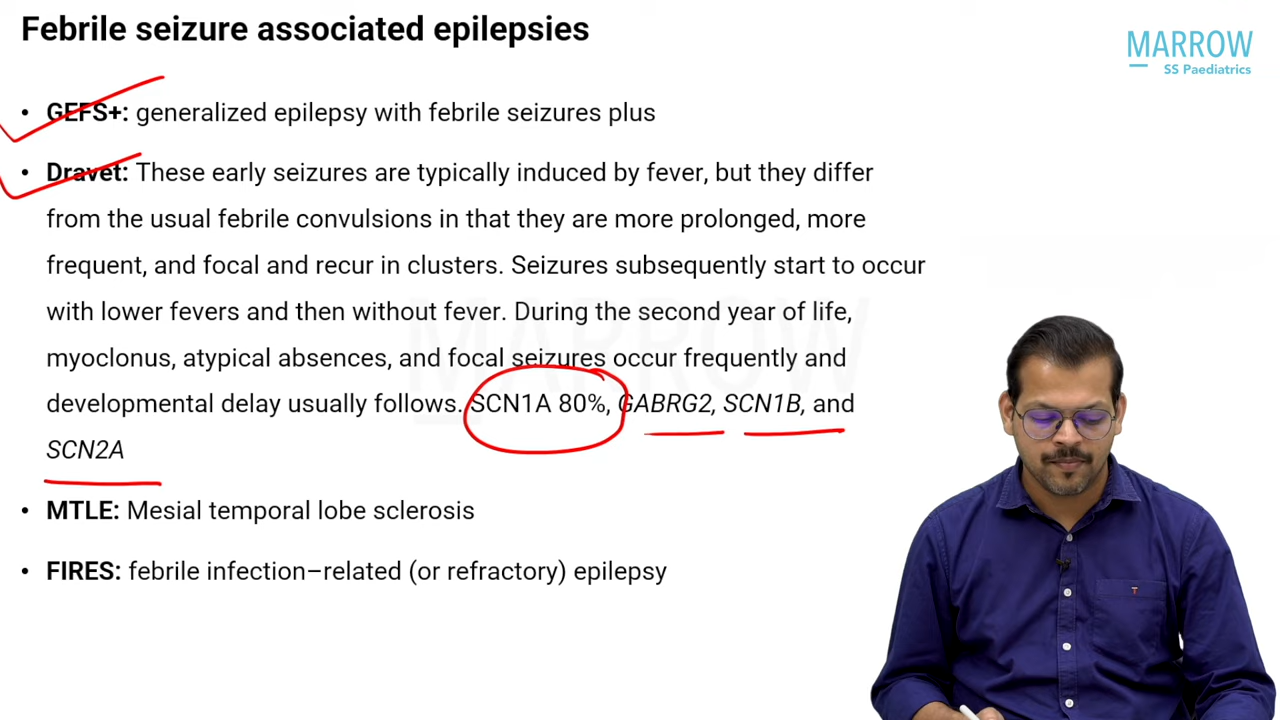 Febrile seizure associated epilepsies
MARROW
SS Paediatrics
• GEFS+: generalized epilepsy with febrile seizures plus
• Dravet: These early seizures are typically induced by fever, but they differ
from the usual febrile convulsions in that they are more prolonged, more
frequent, and focal and recur in clusters. Seizures subsequently start to occur
with lower fevers and then without fever. During the second year of life,
myoclonus, atypical absences, and focal seizures occur frequently and
developmental delay usually follows. SCN1A 80%, GABRG2, SCN1B, and
SCN2A
• MTLE: Mesial temporal lobe sclerosis
• FIRES: febrile infection–related (or refractory) epilepsy
MARROW